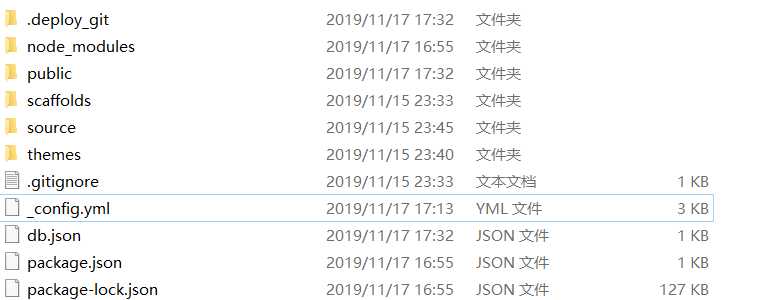 .deploy_git 2019/11/17 17:32 文件夹
node_modules 2019/11/17 16:55 文件夹
public 2019/11/17 17:32 文件夹
scaffolds 2019/11/15 23:33 文件夹
source 2019/11/15 23:45 文件夹
themes 2019/11/15 23:40 文件夹
.gitignore 2019/11/15 23:33 文本文档 1 KB
_config.yml 2019/11/17 17:13 YML 文件 3 KB
db.json 2019/11/17 17:32 JSON 文件 1 KB
package.json 2019/11/17 16:55 JSON 文件 1 KB
package-lock.json 2019/11/17 16:55 JSON 文件 127 KB